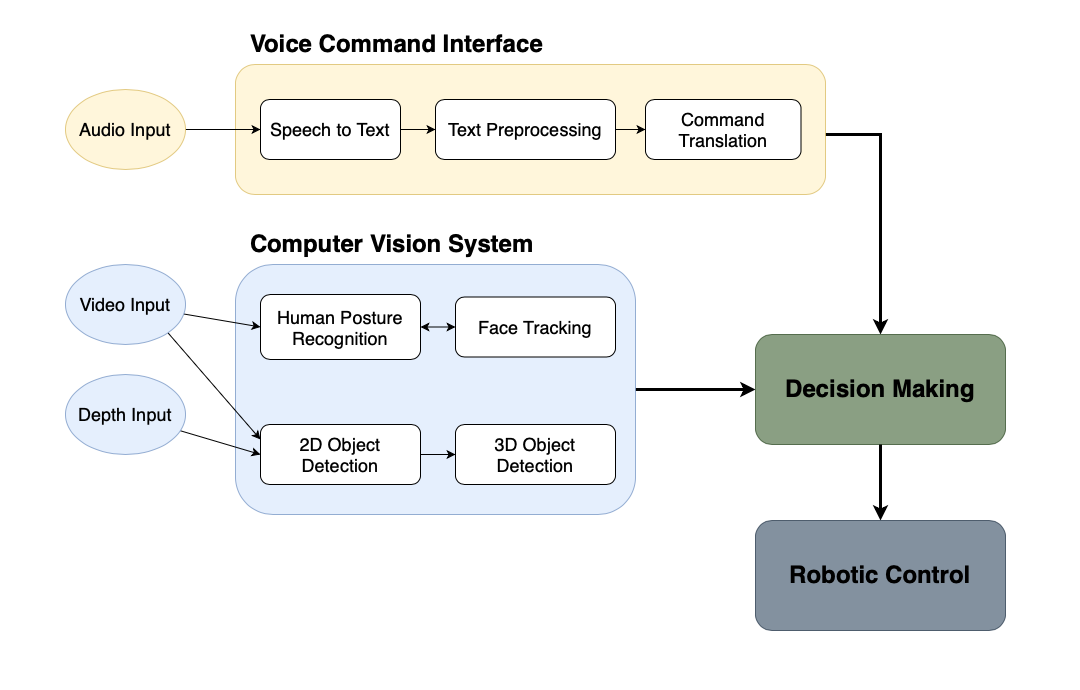 Voice Command Interface
Audio Input
Speech to Text
Text Preprocessing
Command
Translation
Computer Vision System
Video Input
Human Posture
Recognition
Face Tracking
Depth Input
2D Object
Detection
3D Object
Detection
Decision Making
Robotic Control